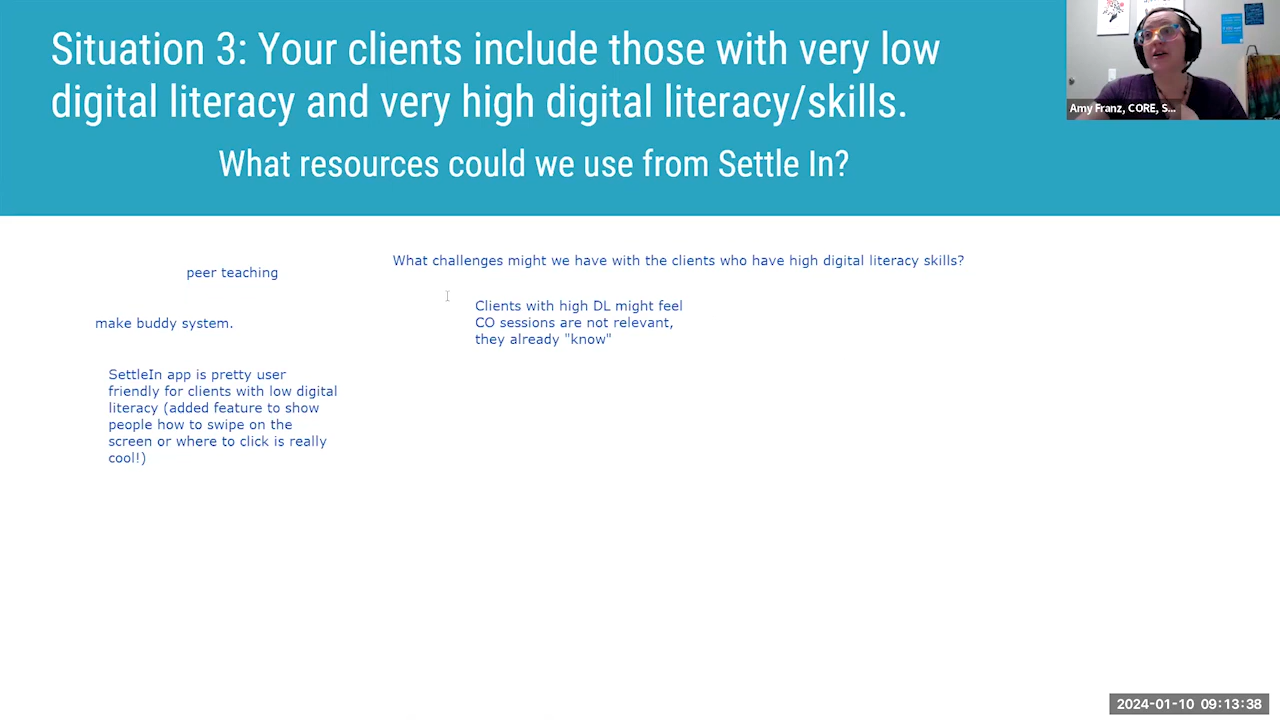 Situation 3: Your clients include those with very low
digital literacy and very high digital literacy/skills.
What resources could we use from Settle In?
Amy Franz, CORE, S...
What challenges might we have with the clients who have high digital literacy skills?
peer teaching
Clients with high DL might feel
CO sessions are not relevant,
they already "know"
make buddy system.
SettleIn app is pretty user
friendly for clients with low digital
literacy (added feature to show
people how to swipe on the
screen or where to click is really
cool!)
2024-01-10 09:13:38